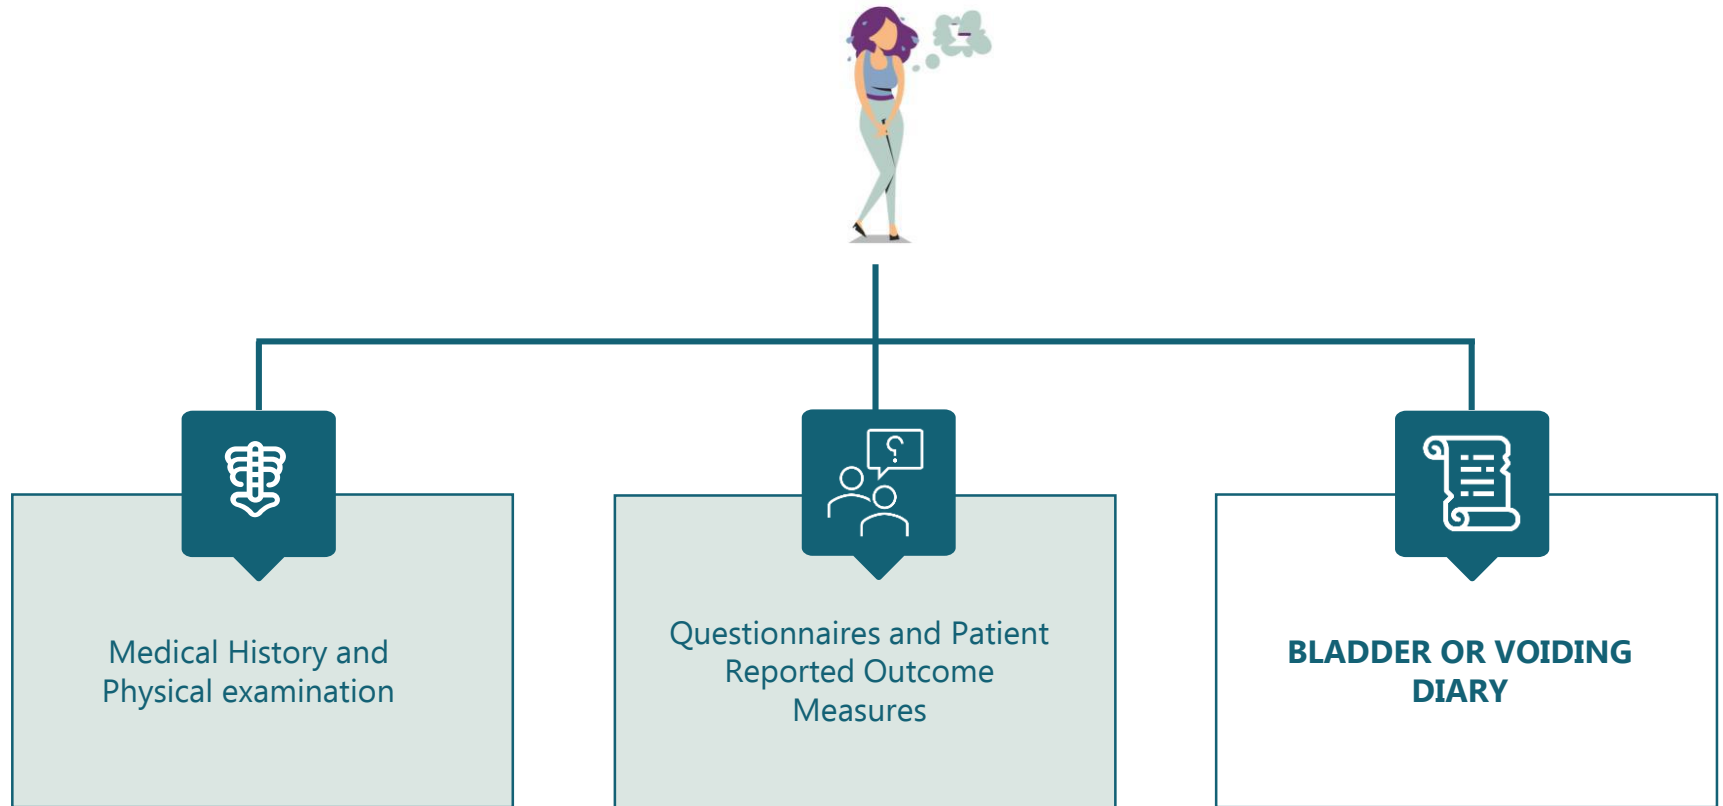 Medical History and
Physical examination
Questionnaires and Patient
Reported Outcome
Measures
BLADDER OR VOIDING
DIARY